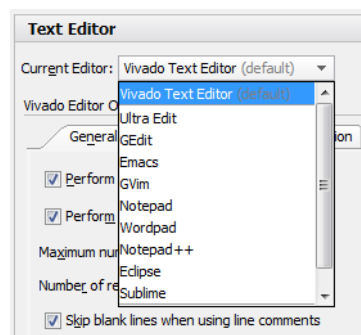 Text Editor
Current Editor: Vivado Text Editor (default)
Vivado Text Editor (default)
Vivado Editor O
Ultra Edit
General
ion
GEdit
Emacs
Perform
GVim
Notepad
Perform
Wordpad
Maximum nu
Notepad++
Eclipse
Number of re
Sublime
Skip blank lines when using line comments